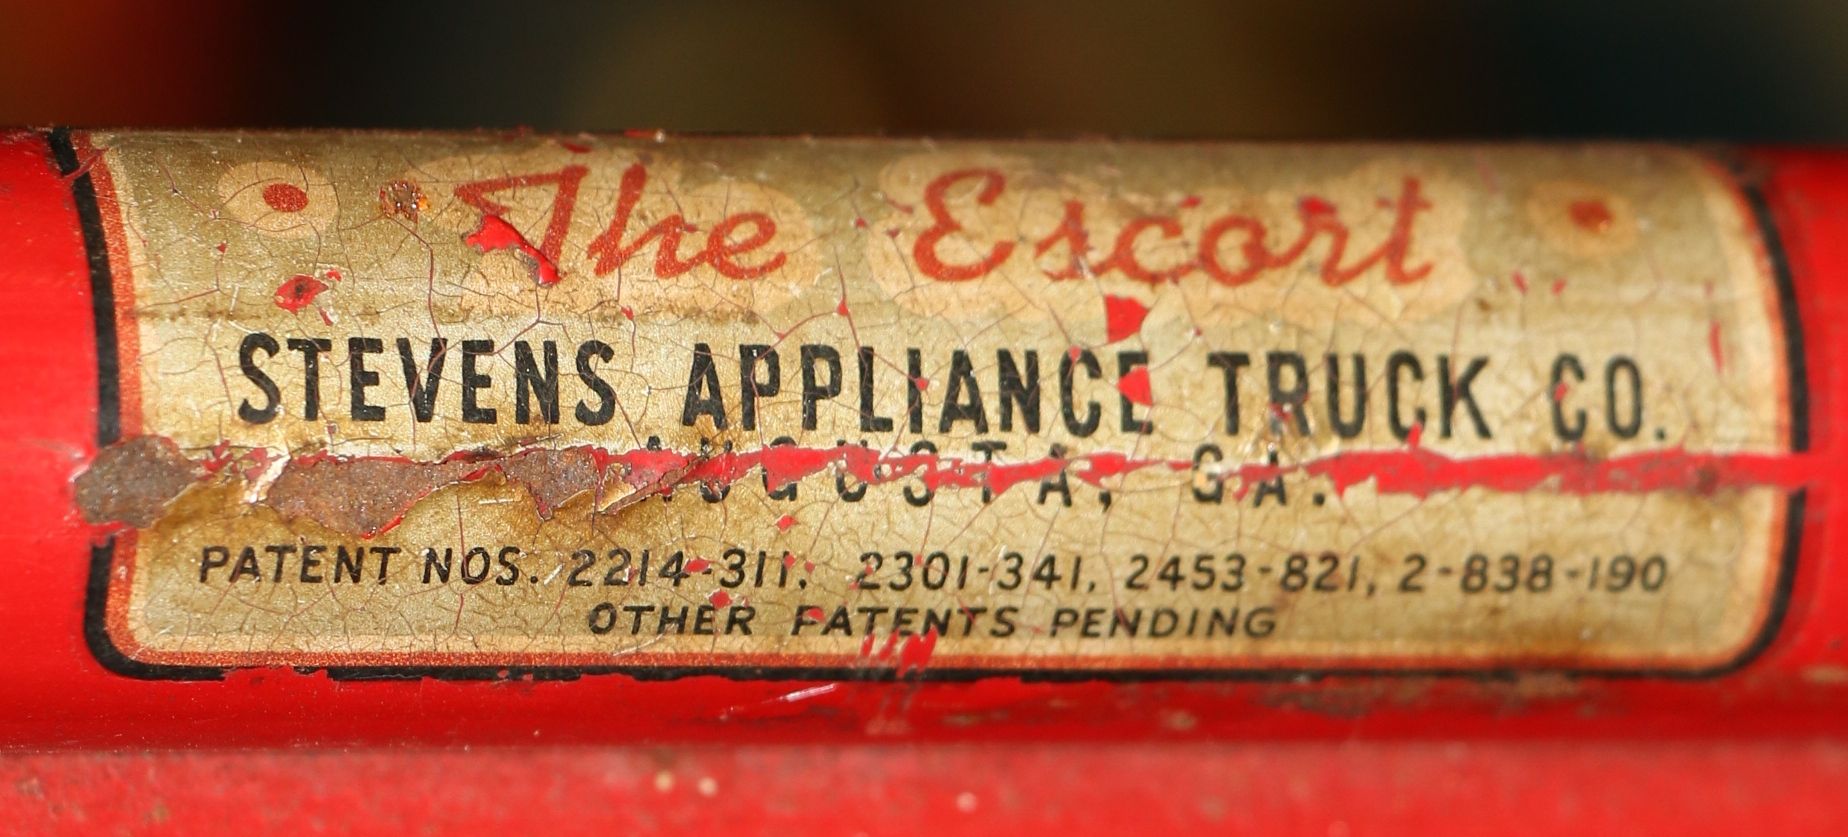 The Escort
STEVENS APPLIANCE TRUCK CO.
AUGUSTA, GA.
PATENT NOS. 2214-311, 2301-341, 2453-821, 2-838-190
OTHER PATENTS PENDING